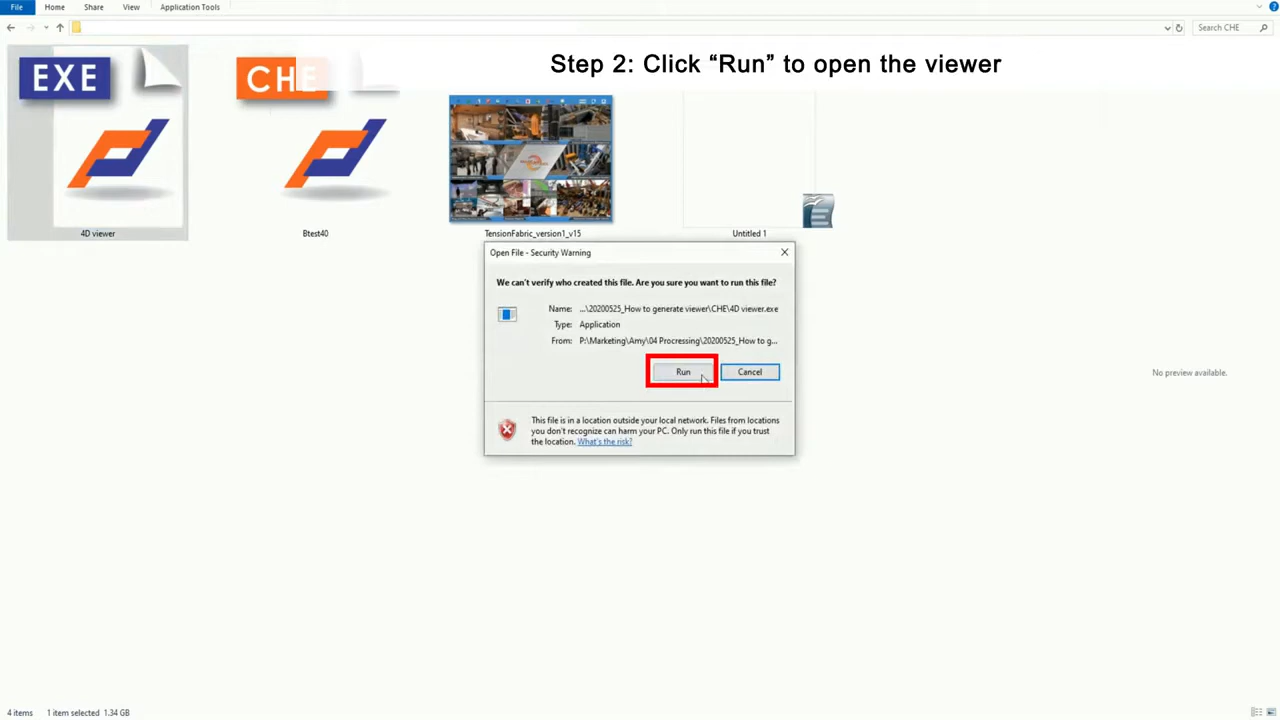 File Home Share View Application Tools
Search CHE
Step 2: Click “Run” to open the viewer
EXE
CHE
4D viewer
Btest40
TensionFabric_version1_v15
Untitled 1
Open File - Security Warning
We can't verify who created this file. Are you sure you want to run this file?
Name: ...\20200525_How to generate viewer\CHE\4D viewer.exe
Type: Application
From: P:\Marketing\Amy\04 Procressing\20200525_How to g...
Run Cancel
This file is in a location outside your local network. Files from locations
you don't recognize can harm your PC. Only run this file if you trust
the location. What's the risk?
No preview available.
4 items 1 item selected 1.34 GB